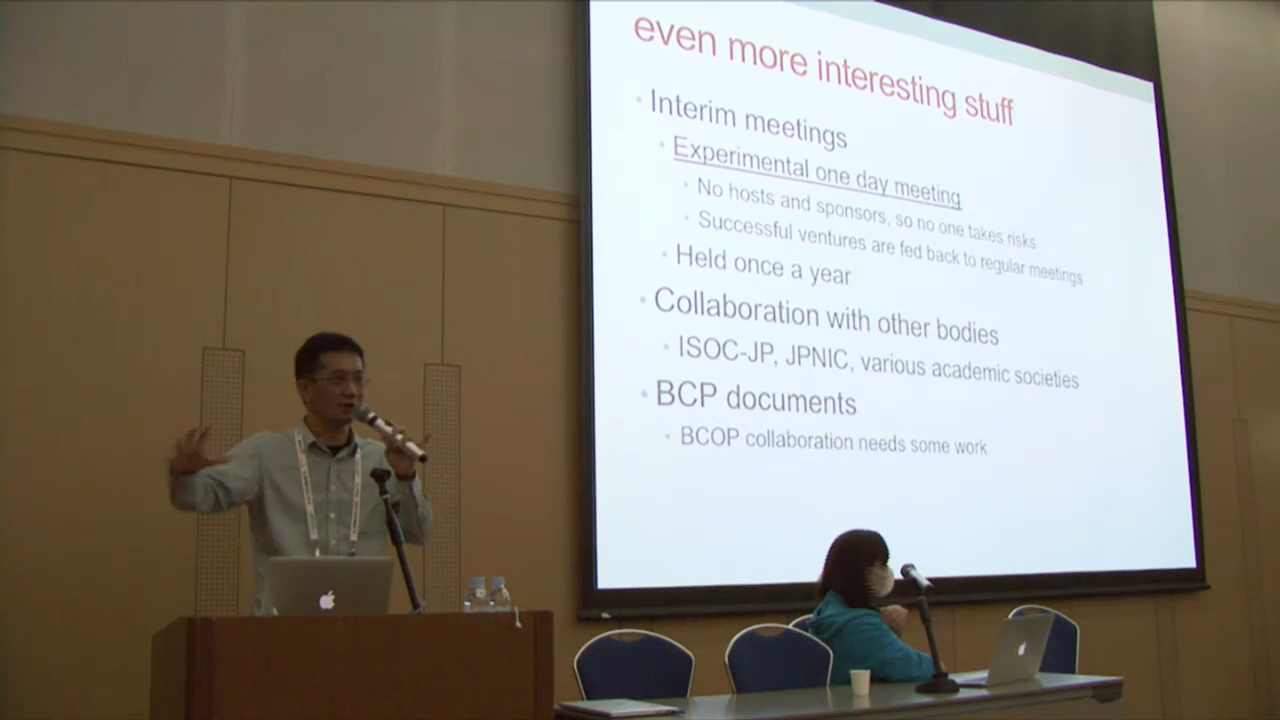 even more interesting stuff
Interim meetings
Experimental one day meeting
No hosts and sponsors, so no one takes risks
Successful ventures are fed back to regular meetings
Held once a year
Collaboration with other bodies
ISOC-JP, JPNIC, various academic societies
BCP documents
BCOP collaboration needs some work